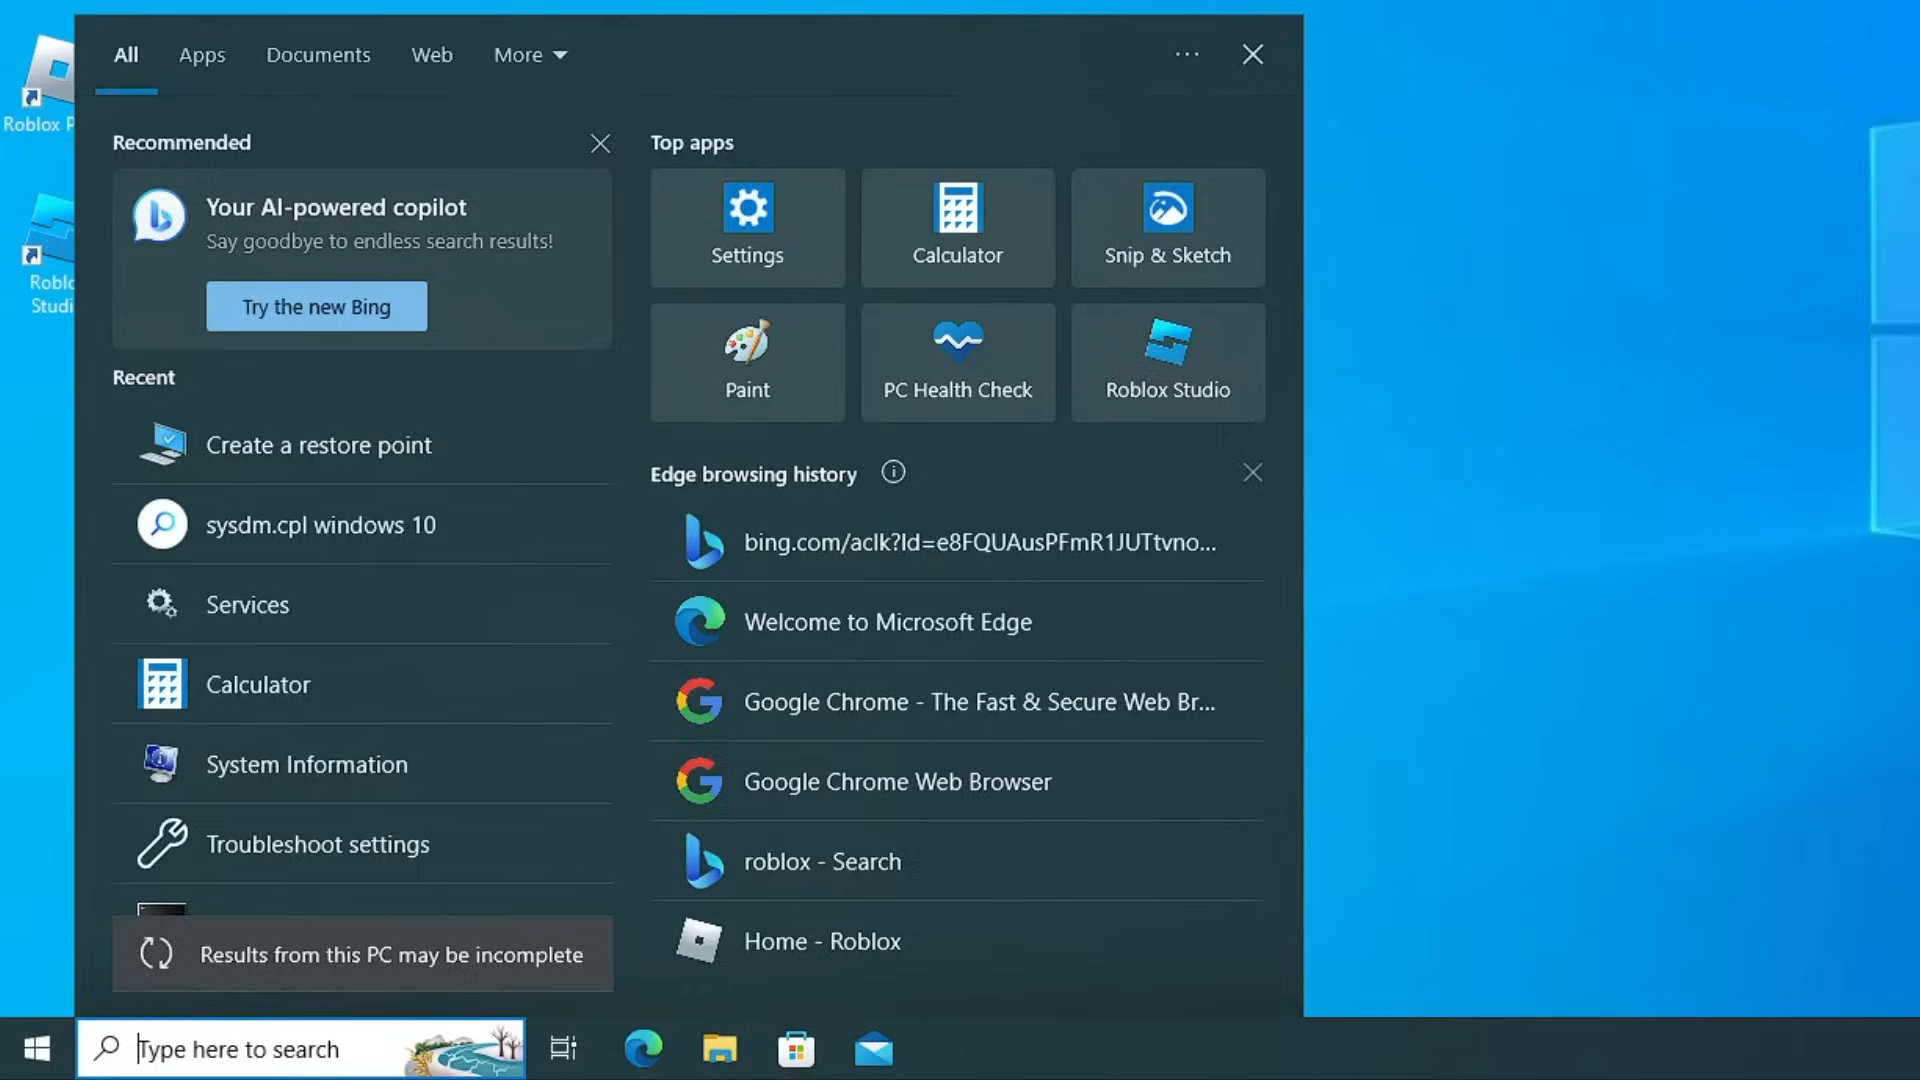 All
Apps
Documents
Web
More
Roblox P
Roblo
Studi
Recommended
Your AI-powered copilot
Say goodbye to endless search results!
Try the new Bing
Recent
Create a restore point
sysdm.cpl windows 10
Services
Calculator
System Information
Troubleshoot settings
Results from this PC may be incomplete
Top apps
Settings
Calculator
Snip & Sketch
Paint
PC Health Check
Roblox Studio
Edge browsing history
bing.com/aclk?ld=e8FQUAusPFmR1JUTtvno...
Welcome to Microsoft Edge
Google Chrome - The Fast & Secure Web Br...
Google Chrome Web Browser
roblox - Search
Home - Roblox
Type here to search